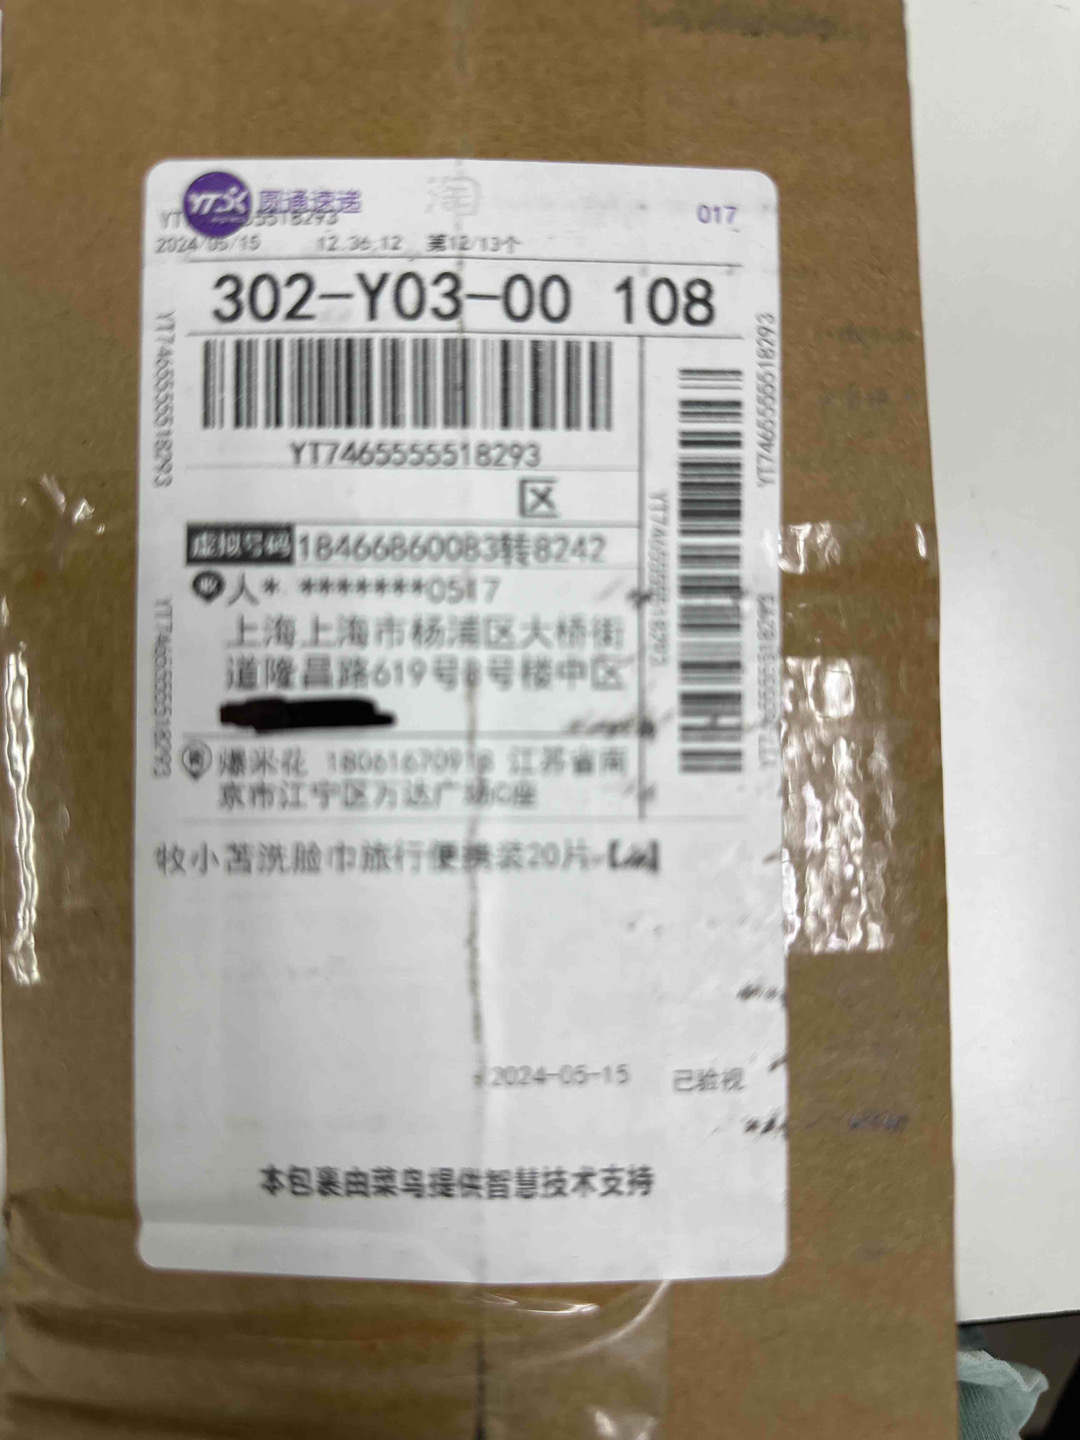 圆通速递
淘
017
2024/05/15 12:36:12 第12/13个
302-Y03-00 108
YT7465555518293
区
虚拟号码 18466860083转8242
收 人* *******0517
上海上海市杨浦区大桥街
道隆昌路619号8号楼中区
爆米花 江苏省南
京市江宁区万达广场C座
牧小苔洗脸巾旅行便携装20片
2024-05-15 已验视
本包裹由菜鸟提供智慧技术支持
YT7465555518293
YT7465555518293
YT7465555518293
YT7465555518293
YT7465555518293